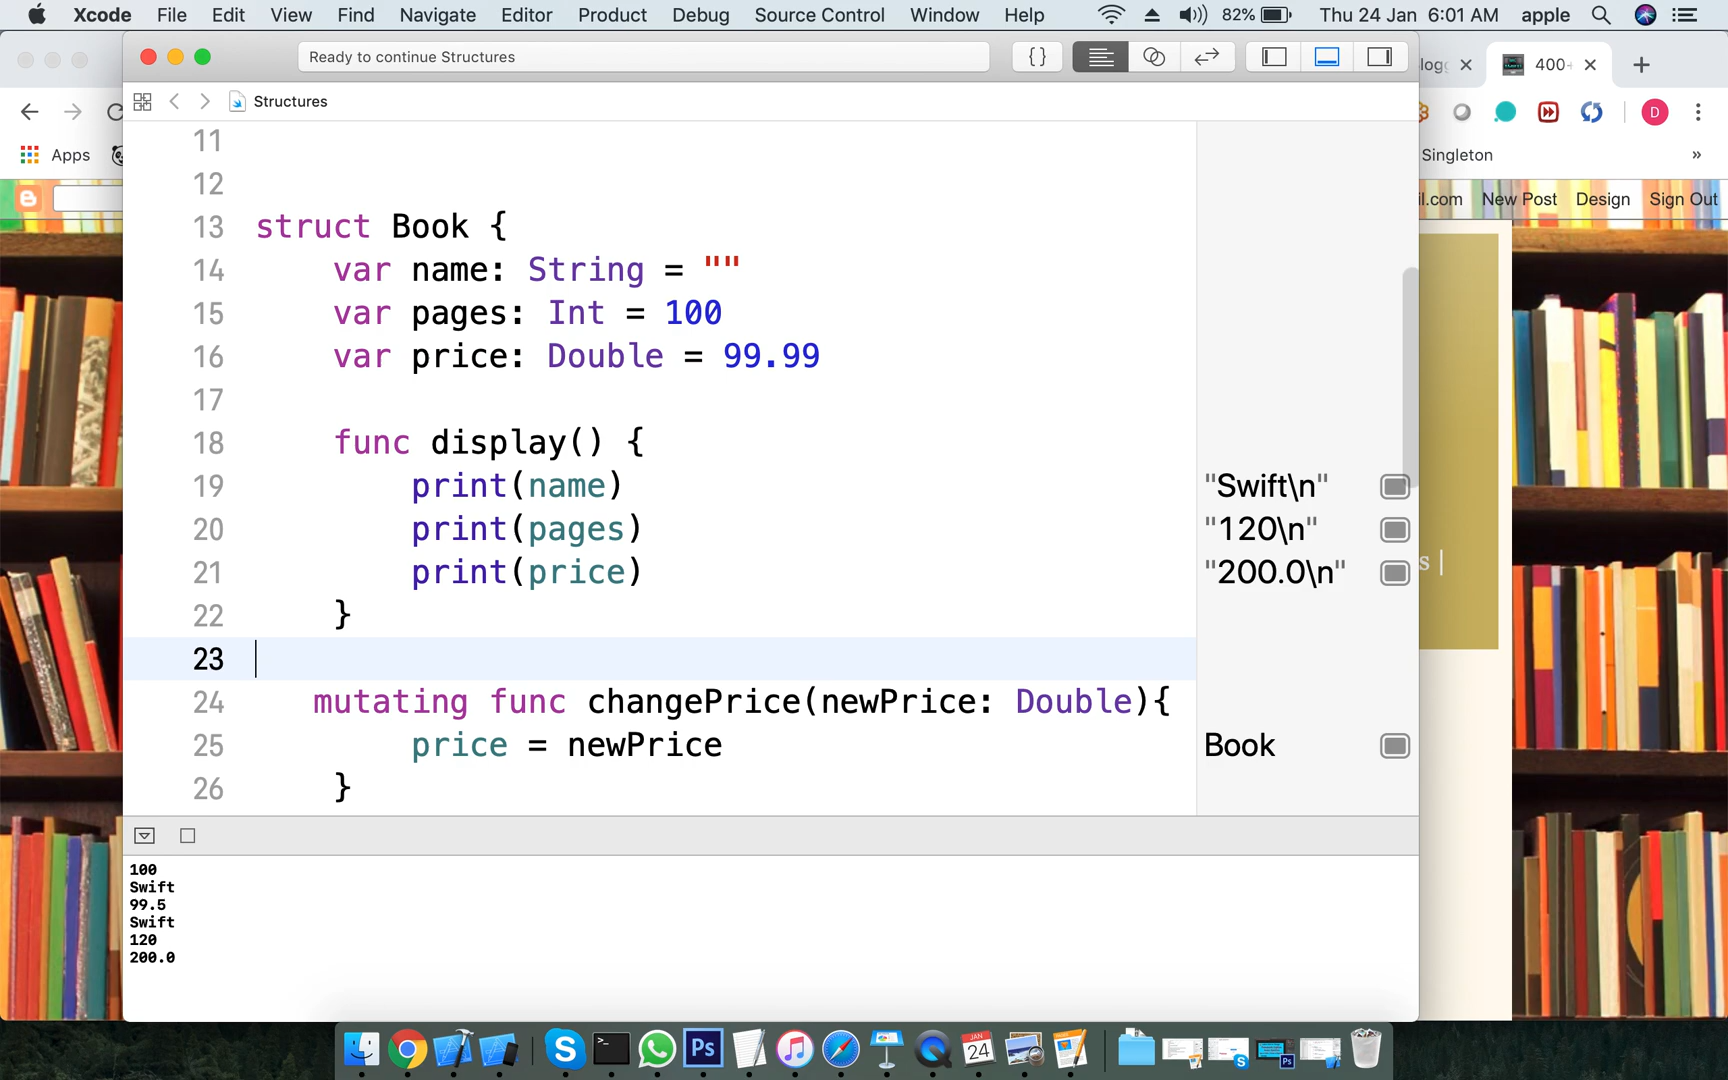 Xcode File Edit View Find Navigate Editor Product Debug Source Control Window Help 82% Thu 24 Jan 6:01 AM apple
Ready to continue Structures {}
400
Structures
D
Apps
Singleton
New Post Design Sign Out
11
12
13 struct Book {
14 var name: String = ""
15 var pages: Int = 100
16 var price: Double = 99.99
17
18 func display() {
19 print(name) "Swift\n"
20 print(pages) "120\n"
21 print(price) "200.0\n"
22 }
23
24 mutating func changePrice(newPrice: Double){
25 price = newPrice Book
26 }
100
Swift
99.5
Swift
120
200.0
S Ps JAN 24